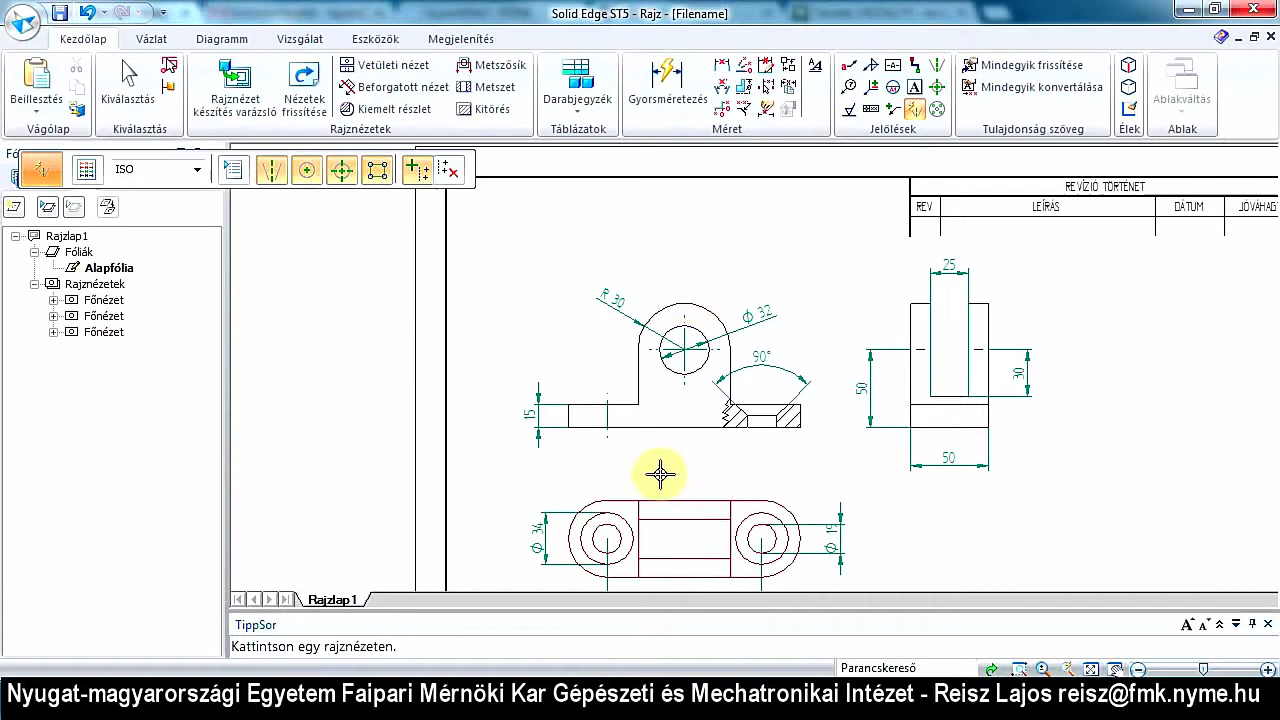 Solid Edge ST5 - Rajz - [Filename]
Kezdőlap Vázlat Diagramm Vizsgálat Eszközök Megjelenítés
Beillesztés
Vágólap
Kiválasztás
Kiválasztás
Rajznézet
készítés varázsló
Nézetek
frissítése
Vetületi nézet
Beforgatott nézet
Kiemelt részlet
Metszősík
Metszet
Kitörés
Rajznézetek
Darabjegyzék
Táblázatok
Gyorsméretezés
Méret
Jelölések
Mindegyik frissítése
Mindegyik konvertálása
Tulajdonság szöveg
Élek
Ablakváltás
Ablak
ISO
Rajzlap1
Fóliák
Alapfólia
Rajznézetek
Főnézet
Főnézet
Főnézet
REVÍZIÓ TÖRTÉNET
REV LEÍRÁS DÁTUM JÓVÁHAG
25
R 30
Φ 32
90°
15
50
30
50
Φ 34
Φ 19
Rajzlap1
TippSor
Kattintson egy rajznézeten.
Parancskereső
Nyugat-magyarországi Egyetem Faipari Mérnöki Kar Gépészeti és Mechatronikai Intézet - Reisz Lajos reisz@fmk.nyme.hu